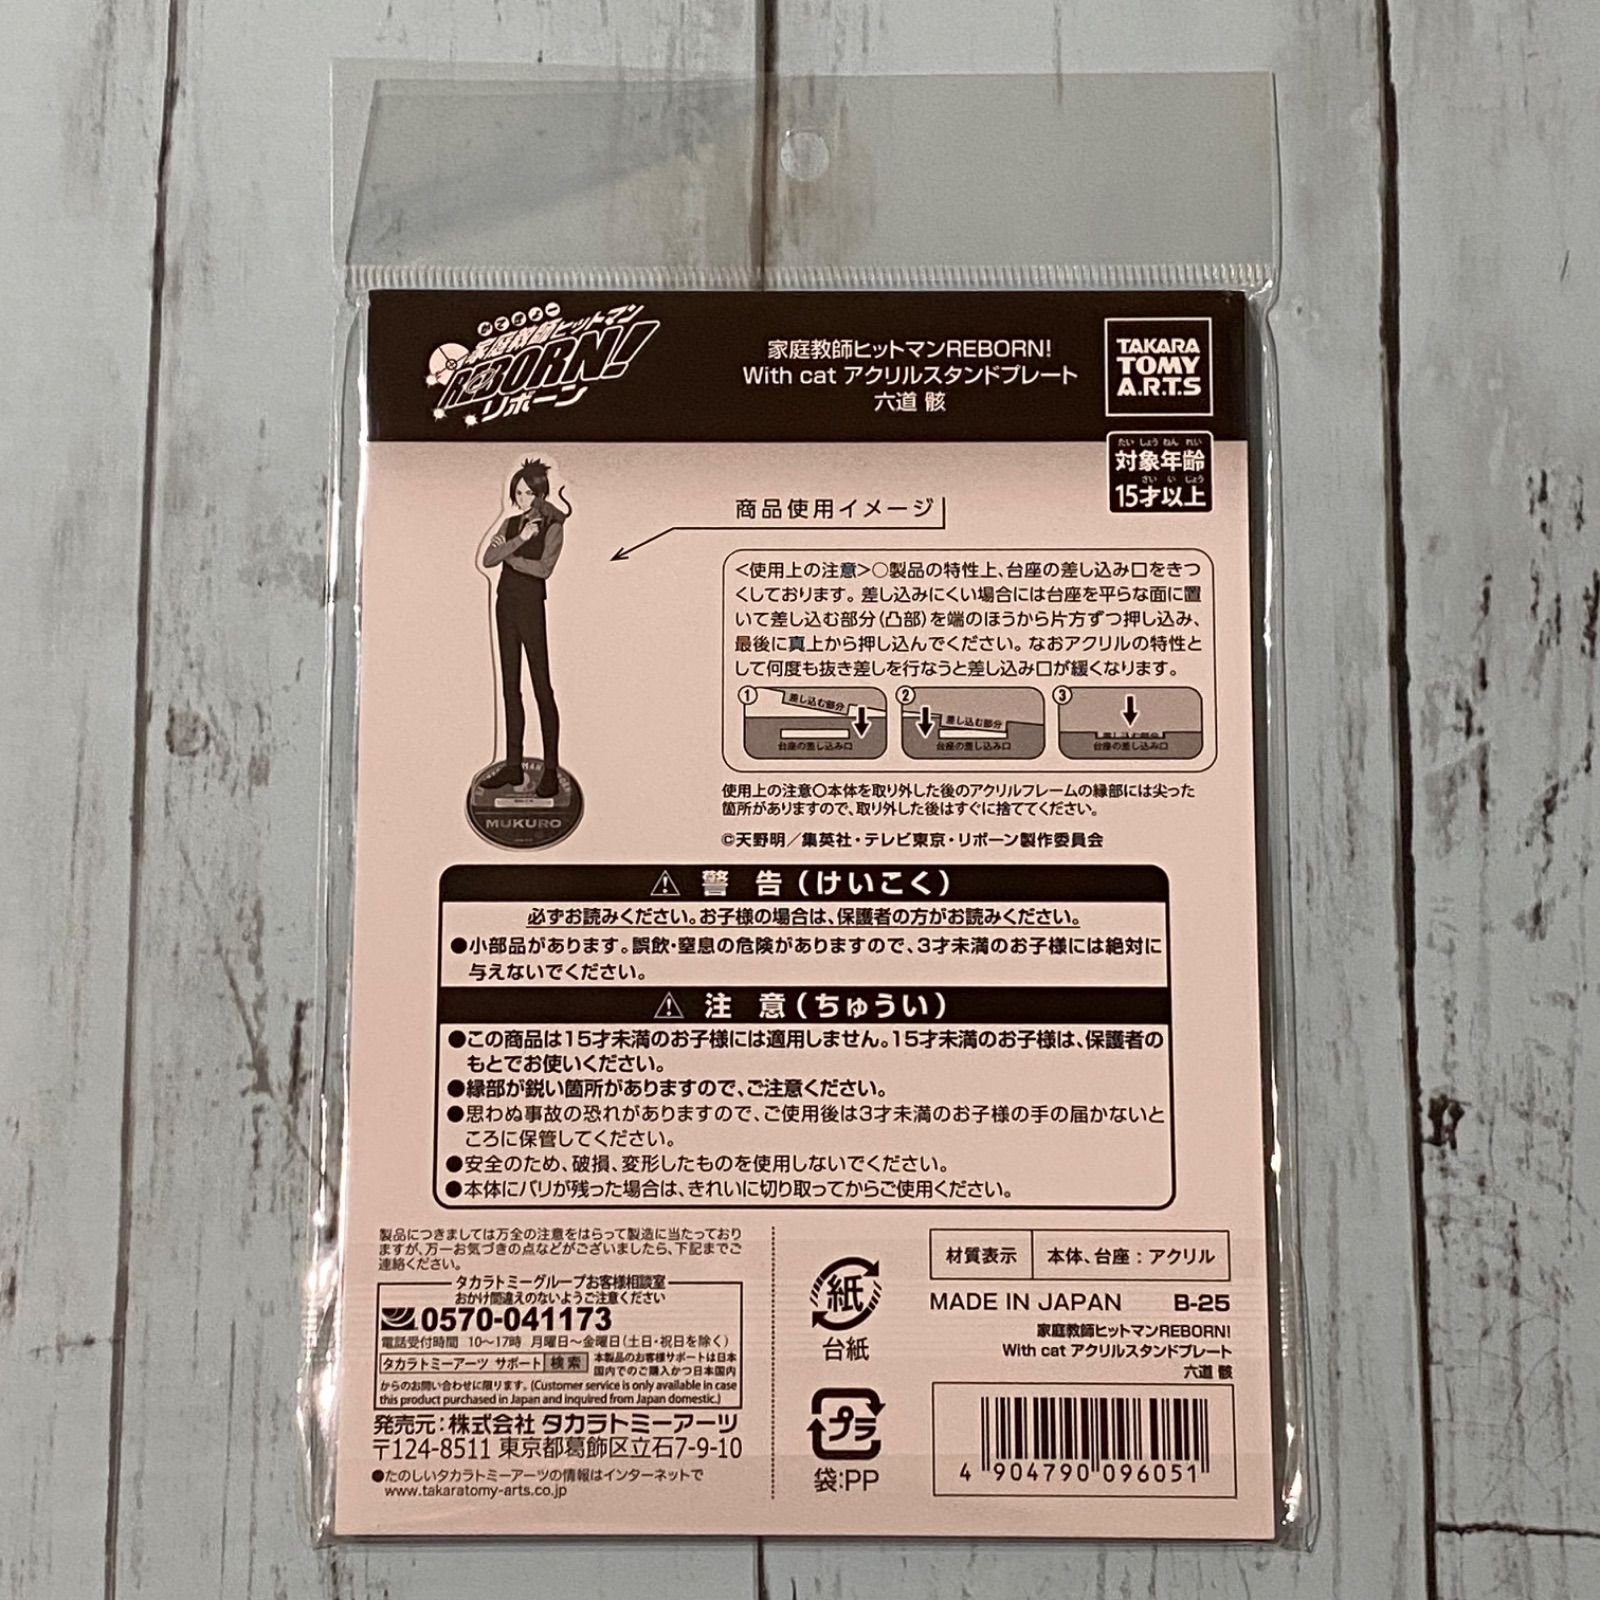 かてきょー
家庭教師ヒットマン
REBORN!
リボーン
家庭教師ヒットマンREBORN!
With cat アクリルスタンドプレート
六道 骸
TAKARA
TOMY
A.R.T.S
たい しょう ねん れい
対象年齢
さい い じょう
15才以上
商品使用イメージ
MUKURO
<使用上の注意>○製品の特性上、台座の差し込み口をきつ
くしております。差し込みにくい場合には台座を平らな面に置
いて差し込む部分(凸部)を端のほうから片方ずつ押し込み、
最後に真上から押し込んでください。なおアクリルの特性と
して何度も抜き差しを行なうと差し込み口が緩くなります。
1 差し込む部分 台座の差し込み口
2 差し込む部分 台座の差し込み口
3 台座の差し込み口
使用上の注意○本体を取り外した後のアクリルフレームの縁部には尖った
箇所がありますので、取り外した後はすぐに捨ててください。
©天野明/集英社・テレビ東京・リボーン製作委員会
⚠ 警 告(けいこく)
必ずお読みください。お子様の場合は、保護者の方がお読みください。
●小部品があります。誤飲・窒息の危険がありますので、3才未満のお子様には絶対に
与えないでください。
⚠ 注 意(ちゅうい)
●この商品は15才未満のお子様には適用しません。15才未満のお子様は、保護者の
もとでお使いください。
●縁部が鋭い箇所がありますので、ご注意ください。
●思わぬ事故の恐れがありますので、ご使用後は3才未満のお子様の手の届かないと
ころに保管してください。
●安全のため、破損、変形したものを使用しないでください。
●本体にバリが残った場合は、きれいに切り取ってからご使用ください。
製品につきましては万全の注意をはらって製造に当たっており
ますが、万一お気づきの点などがございましたら、下記までご
連絡ください。
タカラトミーグループお客様相談室
おかけ間違えのないようご注意ください
0570-041173
電話受付時間 10〜17時 月曜日〜金曜日(土日・祝日を除く)
タカラトミーアーツ サポート 検索 本製品のお客様サポートは日本
国内でのご購入かつ日本国内
からのお問い合わせに限ります。(Customer service is only available in case
this product purchased in Japan and inquired from Japan domestic.)
発売元:株式会社 タカラトミーアーツ
〒124-8511 東京都葛飾区立石7-9-10
●たのしいタカラトミーアーツの情報はインターネットで
www.takaratomy-arts.co.jp
紙
台紙
プラ
袋:PP
材質表示 本体、台座:アクリル
MADE IN JAPAN B-25
家庭教師ヒットマンREBORN!
With cat アクリルスタンドプレート
六道 骸
4 904790 096051